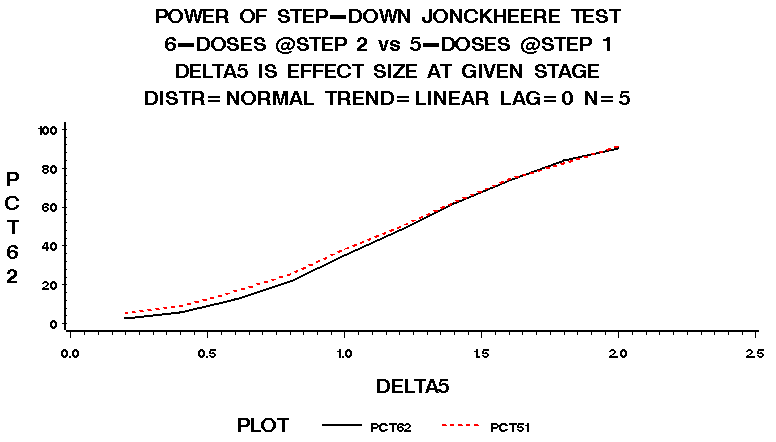 POWER OF STEP-DOWN JONCKHEERE TEST
6-DOSES @STEP 2 vs 5-DOSES @STEP 1
DELTA5 IS EFFECT SIZE AT GIVEN STAGE
DISTR=NORMAL TREND=LINEAR LAG=0 N=5
PCT62
100
80
60
40
20
0
0.0 0.5 1.0 1.5 2.0 2.5
DELTA5
PLOT PCT62 PCT51